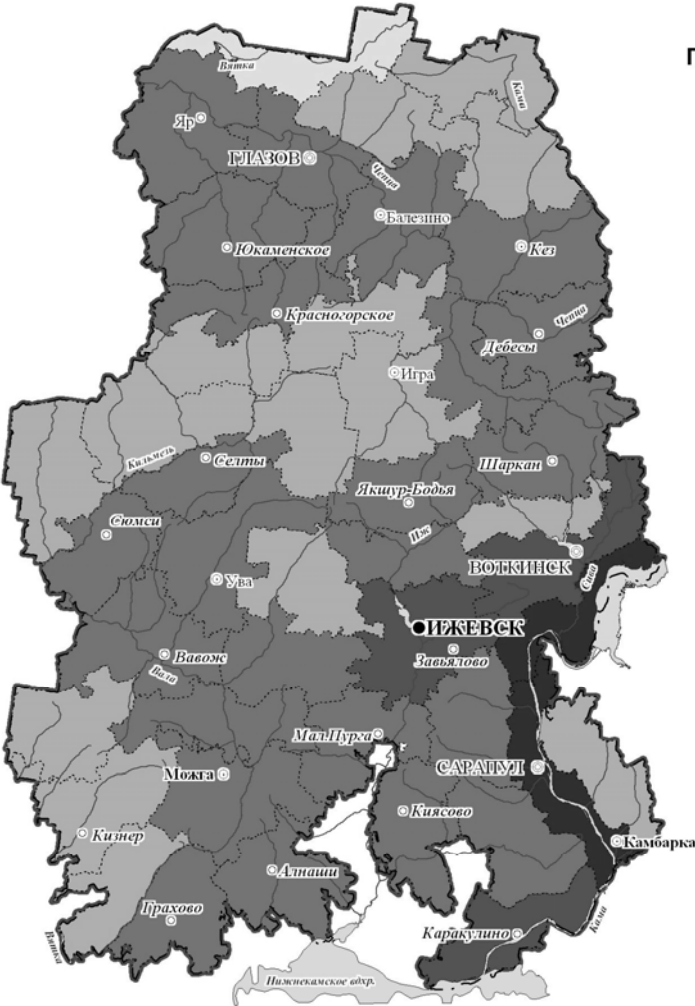 П
Вятка
Кама
Яр
ГЛАЗОВ
Чепца
Балезино
Юкаменское
Кез
Красногорское
Чепца
Дебесы
Игра
Кильмезь
Селты
Шаркан
Якшур-Бодья
Сюмси
Иж
ВОТКИНСК
Ува
Сива
ИЖЕВСК
Завьялово
Вавож
Вала
Мал.Пурга
Можга
САРАПУЛ
Киясово
Кизнер
Камбарка
Алнаши
Грахово
Кама
Каракулино
Вятка
Нижнекамское вдхр.